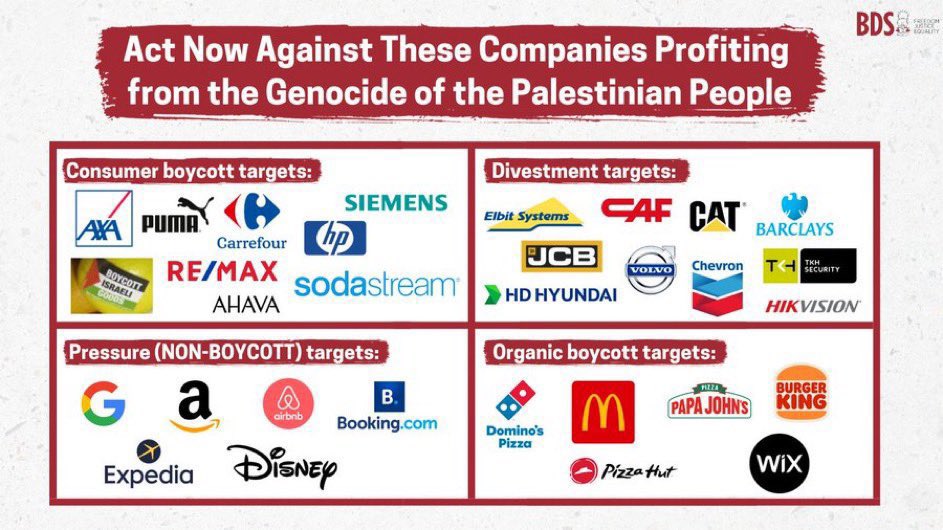 BDS FREEDOM
JUSTICE
EQUALITY
Act Now Against These Companies Profiting
from the Genocide of the Palestinian People
Consumer boycott targets:
AXA
PUMA
Carrefour
SIEMENS
hp
BOYCOTT
ISRAELI
GOODS
RE/MAX
AHAVA
sodastream®
Divestment targets:
Elbit Systems
CAF
CAT®
BARCLAYS
JCB
VOLVO
Chevron
TKH TKH
SECURITY
HD HYUNDAI
HIKVISION®
Pressure (NON-BOYCOTT) targets:
G
a
airbnb
B.
Booking.com
Expedia
Disney
Organic boycott targets:
Domino's
Pizza
M
PIZZA
PAPA JOHNS
BURGER
KING
Pizza Hut
WiX